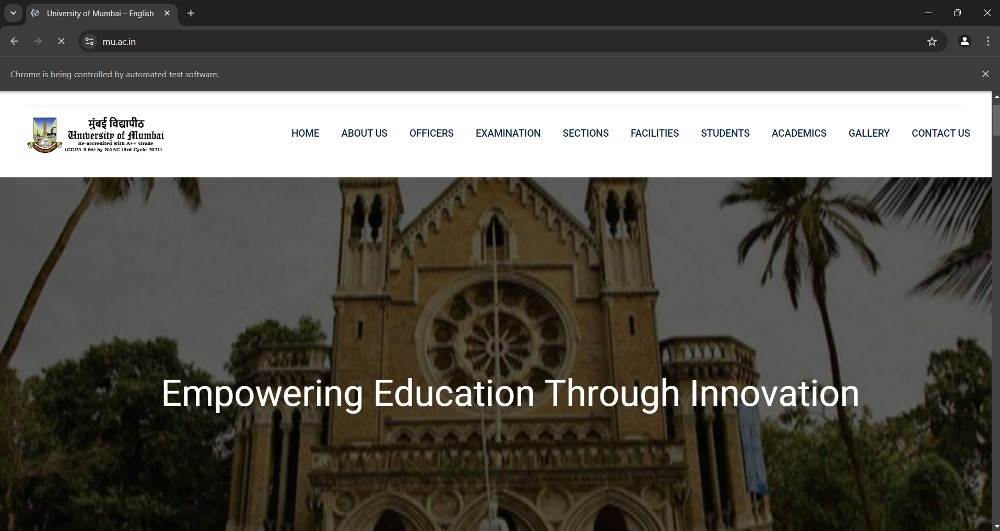 University of Mumbai – English
mu.ac.in
Chrome is being controlled by automated test software.
मुंबई विद्यापीठ
University of Mumbai
Re-accredited with A++ Grade
(CGPA 3.65) by NAAC (3rd Cycle 2021)
HOME ABOUT US OFFICERS EXAMINATION SECTIONS FACILITIES STUDENTS ACADEMICS GALLERY CONTACT US
Empowering Education Through Innovation